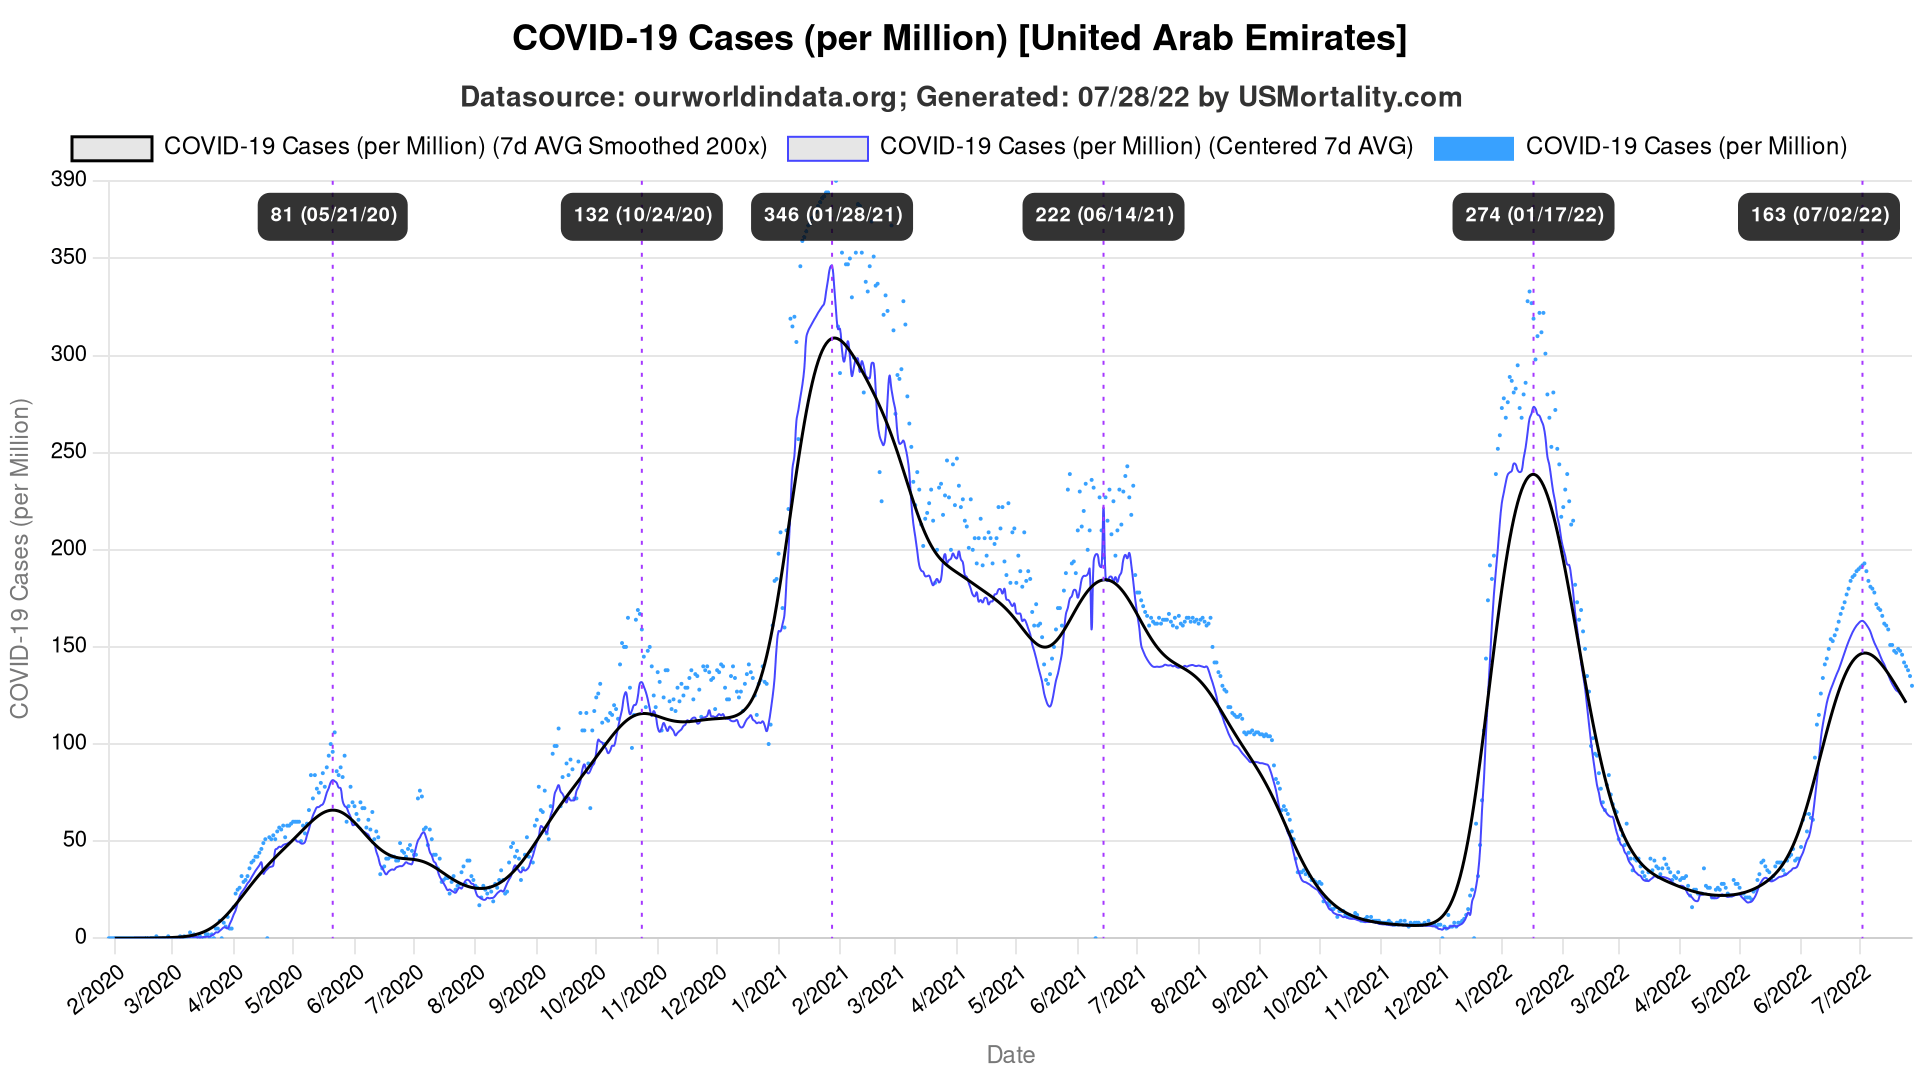 COVID-19 Cases (per Million) [United Arab Emirates]
Datasource: ourworldindata.org; Generated: 07/28/22 by USMortality.com
COVID-19 Cases (per Million) (7d AVG Smoothed 200x) COVID-19 Cases (per Million) (Centered 7d AVG) COVID-19 Cases (per Million)
390
81 (05/21/20) 132 (10/24/20) 346 (01/28/21) 222 (06/14/21) 274 (01/17/22) 163 (07/02/22)
350
300
250
200
150
100
50
0
COVID-19 Cases (per Million)
2/2020 3/2020 4/2020 5/2020 6/2020 7/2020 8/2020 9/2020 10/2020 11/2020 12/2020 1/2021 2/2021 3/2021 4/2021 5/2021 6/2021 7/2021 8/2021 9/2021 10/2021 11/2021 12/2021 1/2022 2/2022 3/2022 4/2022 5/2022 6/2022 7/2022
Date